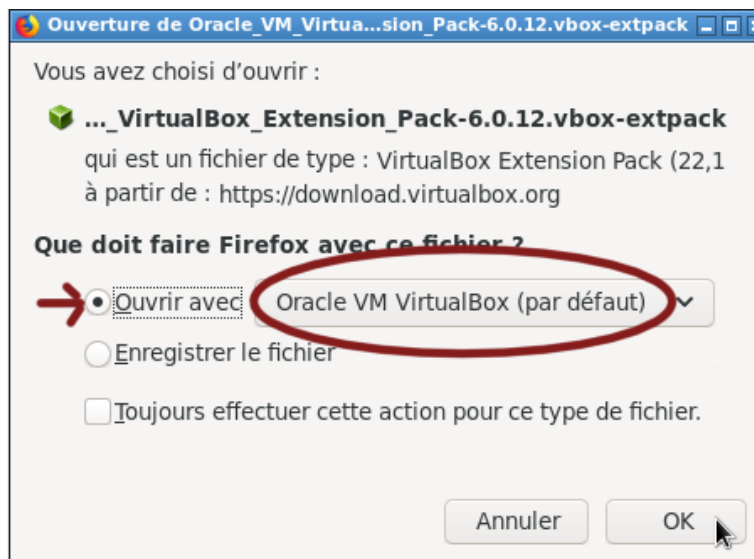 Ouverture de Oracle_VM_Virtua...sion_Pack-6.0.12.vbox-extpack
Vous avez choisi d’ouvrir :
..._VirtualBox_Extension_Pack-6.0.12.vbox-extpack
qui est un fichier de type : VirtualBox Extension Pack (22,1
à partir de : https://download.virtualbox.org
Que doit faire Firefox avec ce fichier ?
Ouvrir avec Oracle VM VirtualBox (par défaut)
Enregistrer le fichier
Toujours effectuer cette action pour ce type de fichier.
Annuler OK